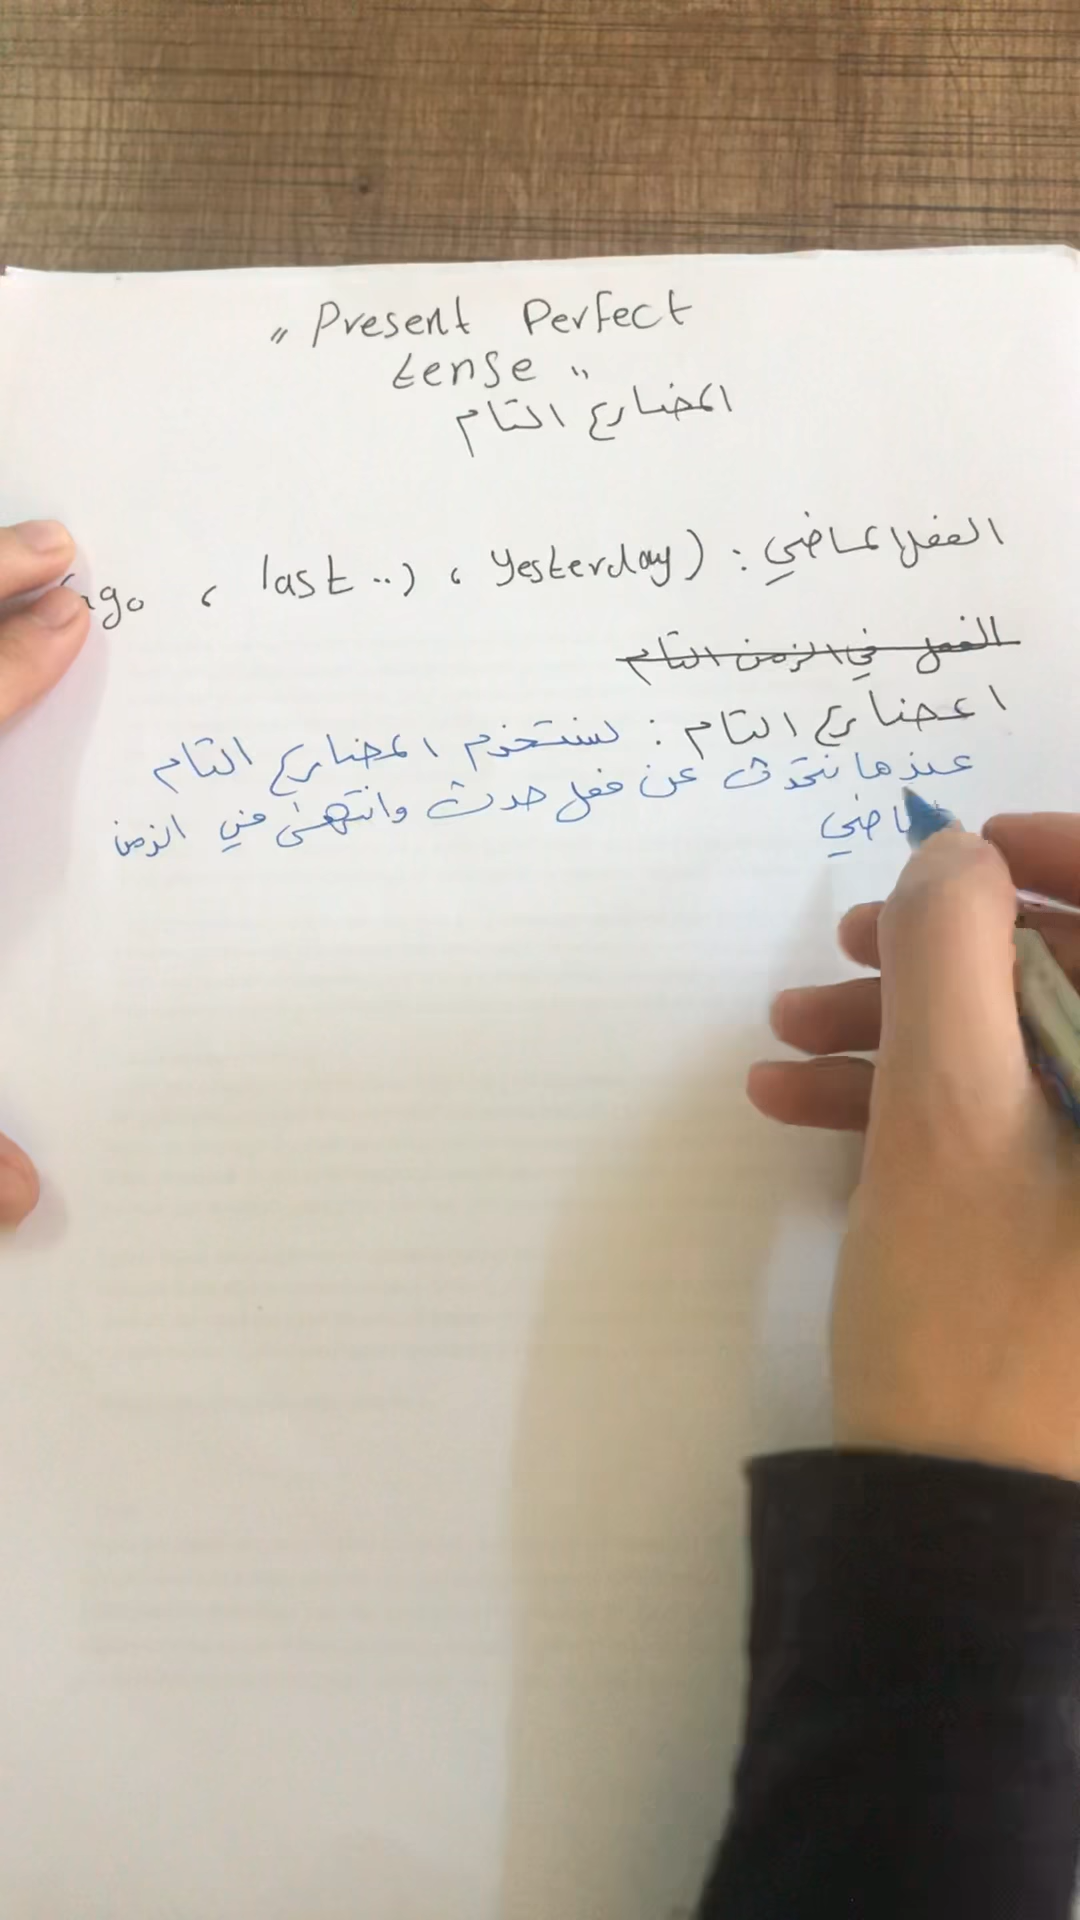 " Present Perfect
tense "
المضارع التام
الفعل الماضي : (yesterday ، (last .. ، ago
الفعل في الزمن التام
المضارع التام : نستخدم المضارع التام
عندما نتحدث عن فعل حدث وانتهى في الزمن
الماضي